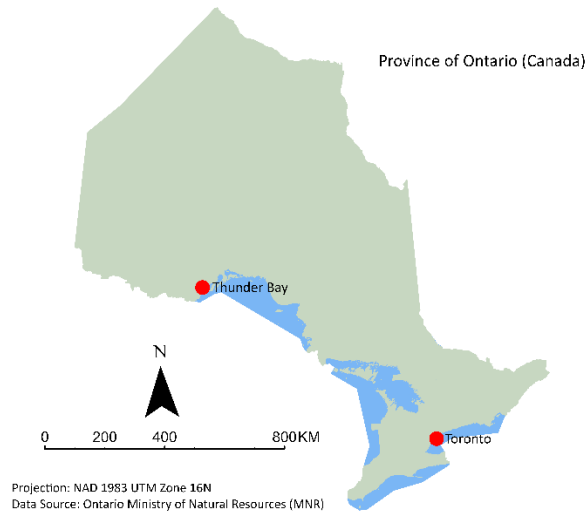 Province of Ontario (Canada)
Thunder Bay
N
0 200 400 800KM
Toronto
Projection: NAD 1983 UTM Zone 16N
Data Source: Ontario Ministry of Natural Resources (MNR)